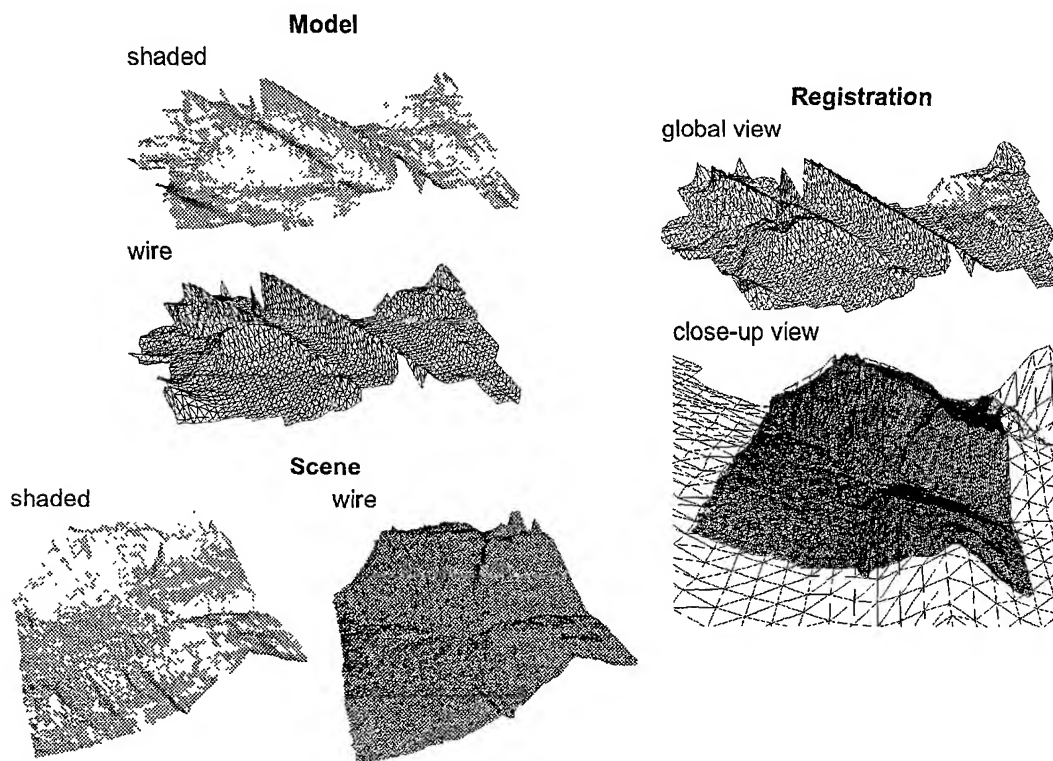 Model
shaded
wire
Scene
shaded
wire
Registration
global view
close-up view